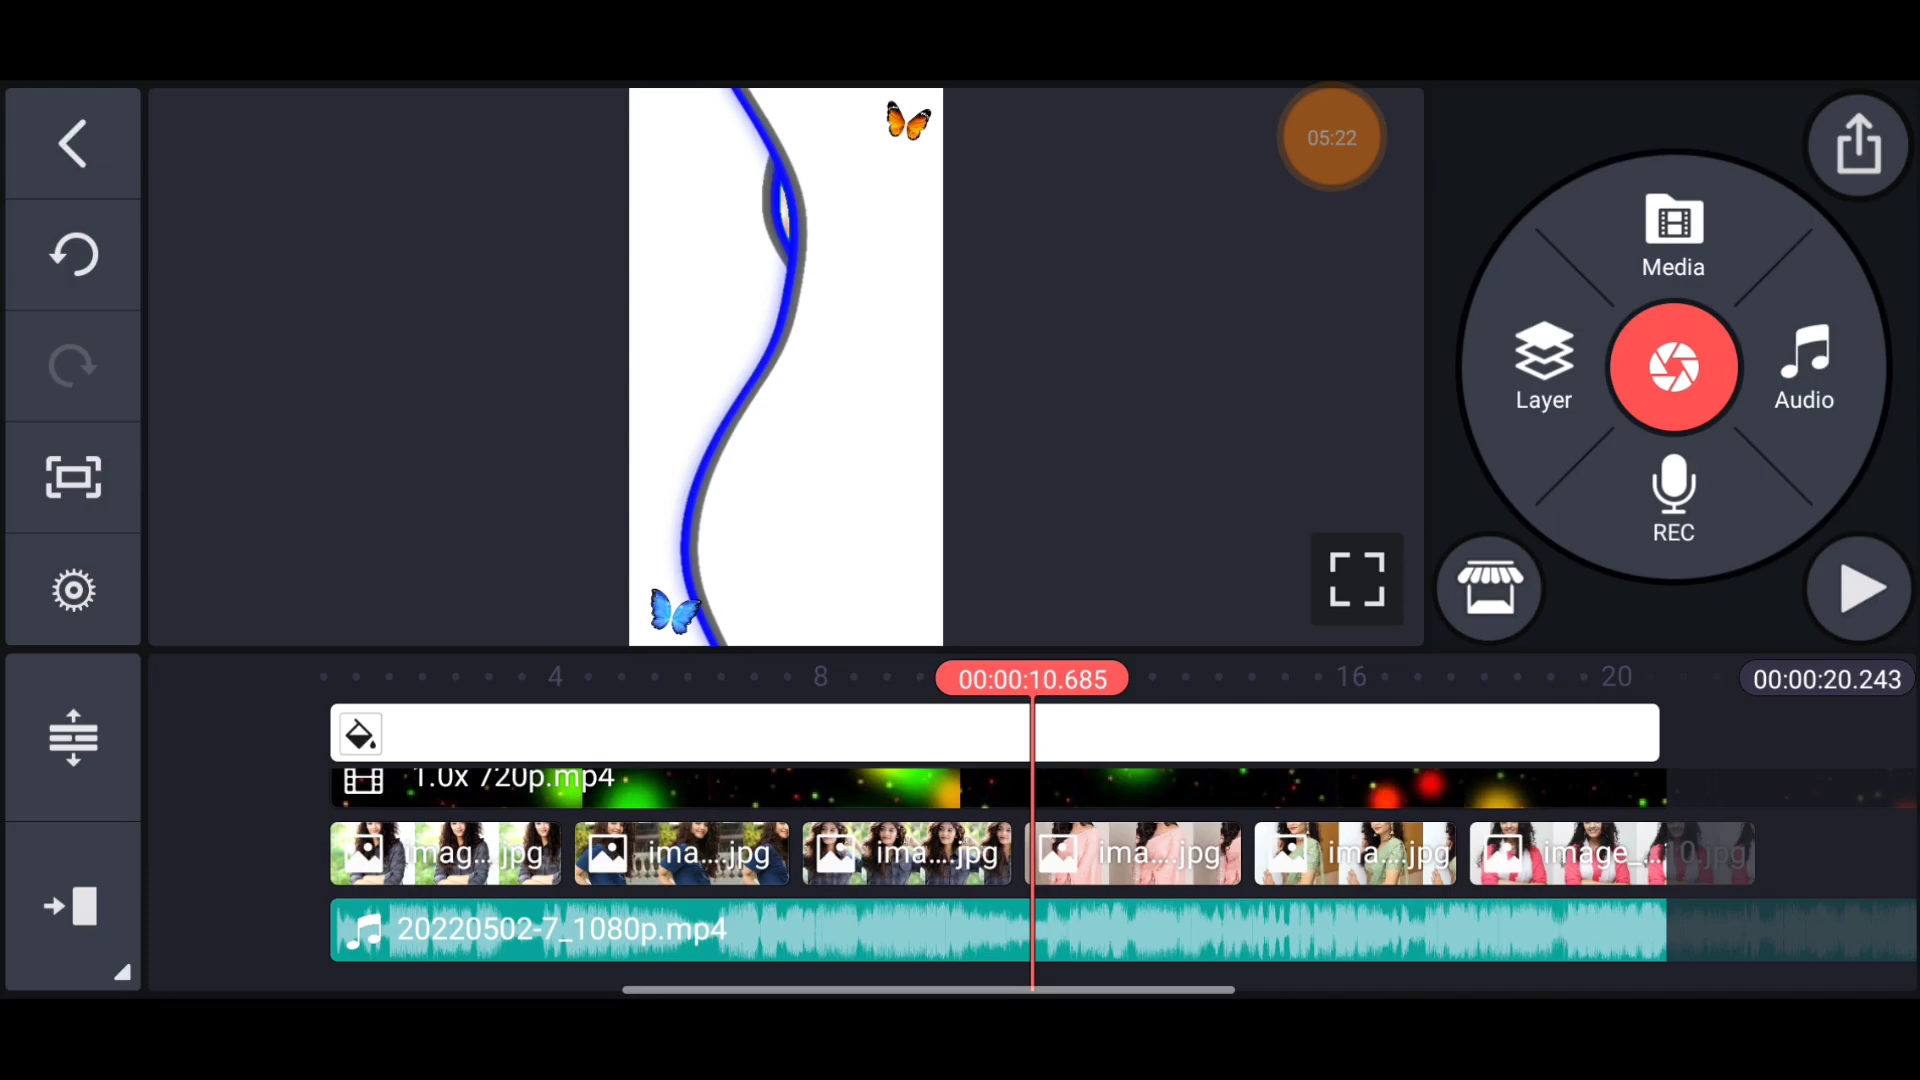 05:22
Media
Layer
Audio
REC
4
8
00:00:10.685
16
20
00:00:20.243
1.0x 720p.mp4
imag...jpg
ima....jpg
ima....jpg
ima....jpg
ima....jpg
image_...
0.jpg
20220502-7_1080p.mp4